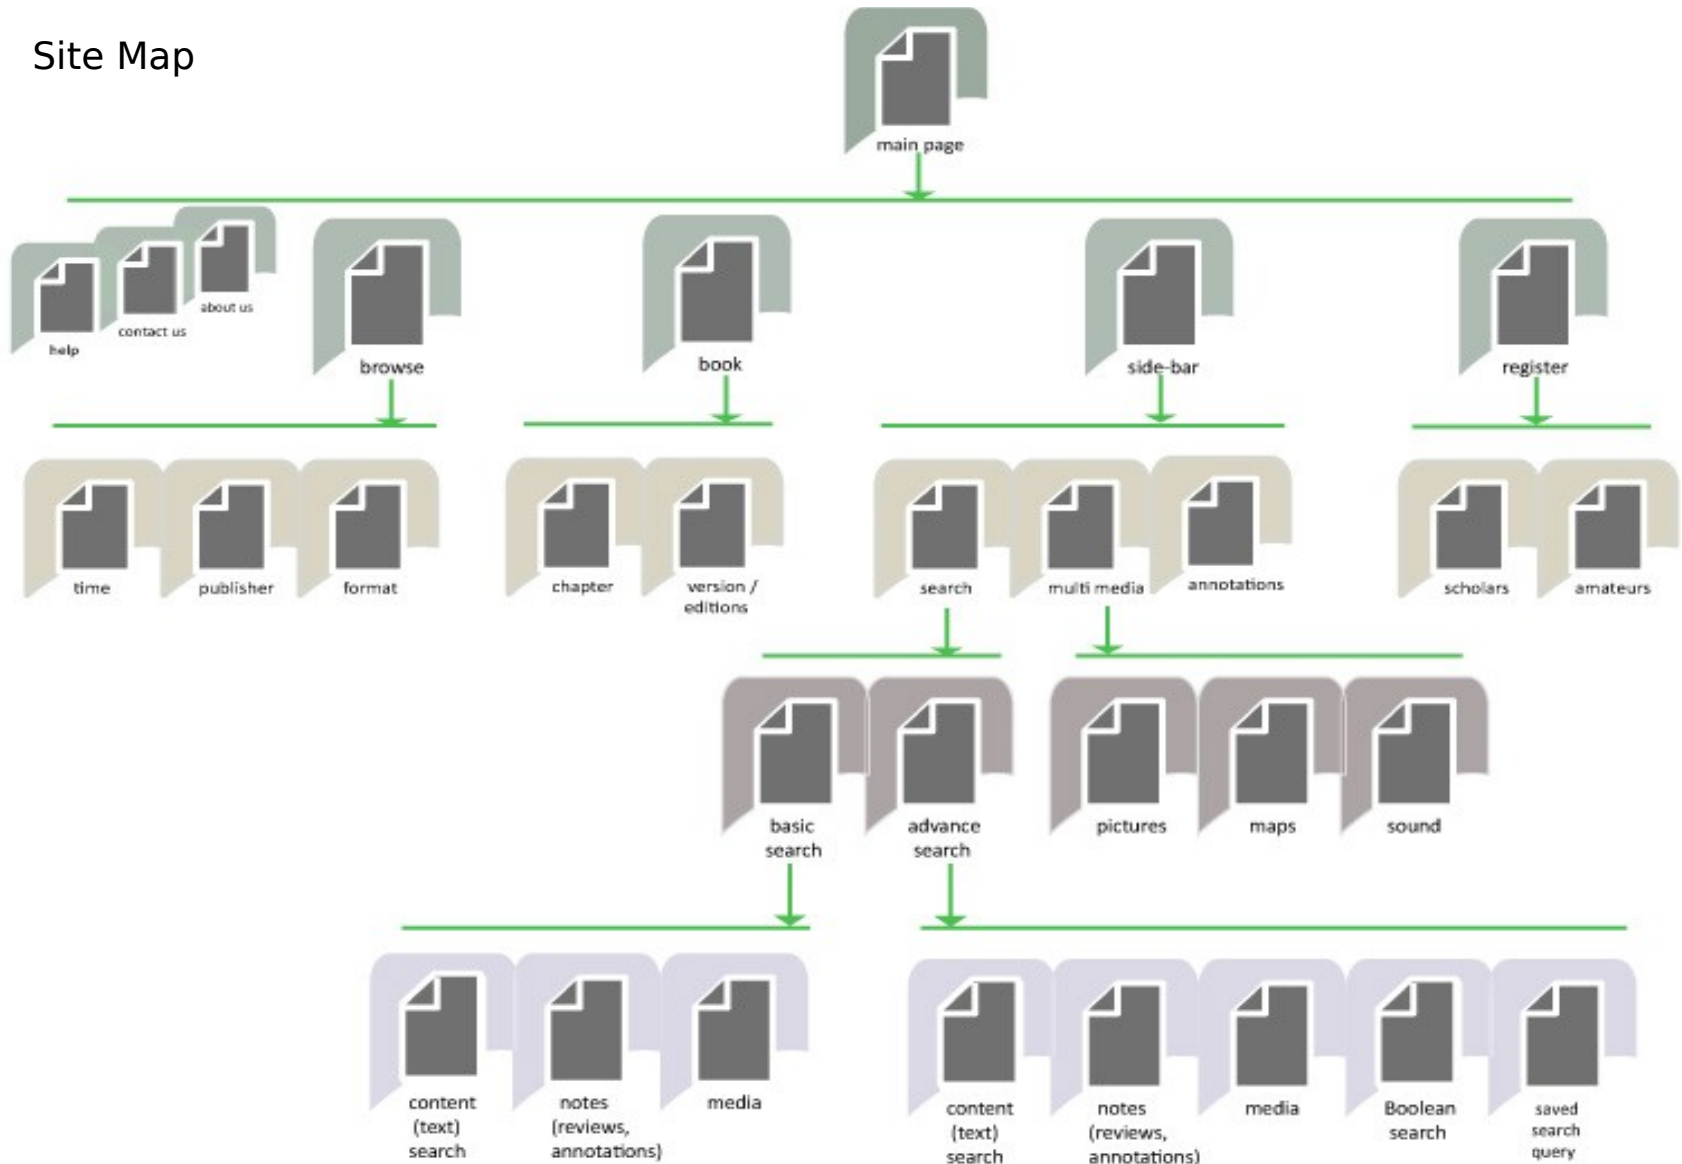 Site Map
main page
about us
contact us
help
browse
book
side-bar
register
time
publisher
format
chapter
version /
editions
search
multi media
annotations
scholars
amateurs
basic
search
advance
search
pictures
maps
sound
content
(text)
search
notes
(reviews,
annotations)
media
content
(text)
search
notes
(reviews,
annotations)
media
Boolean
search
saved
search
query